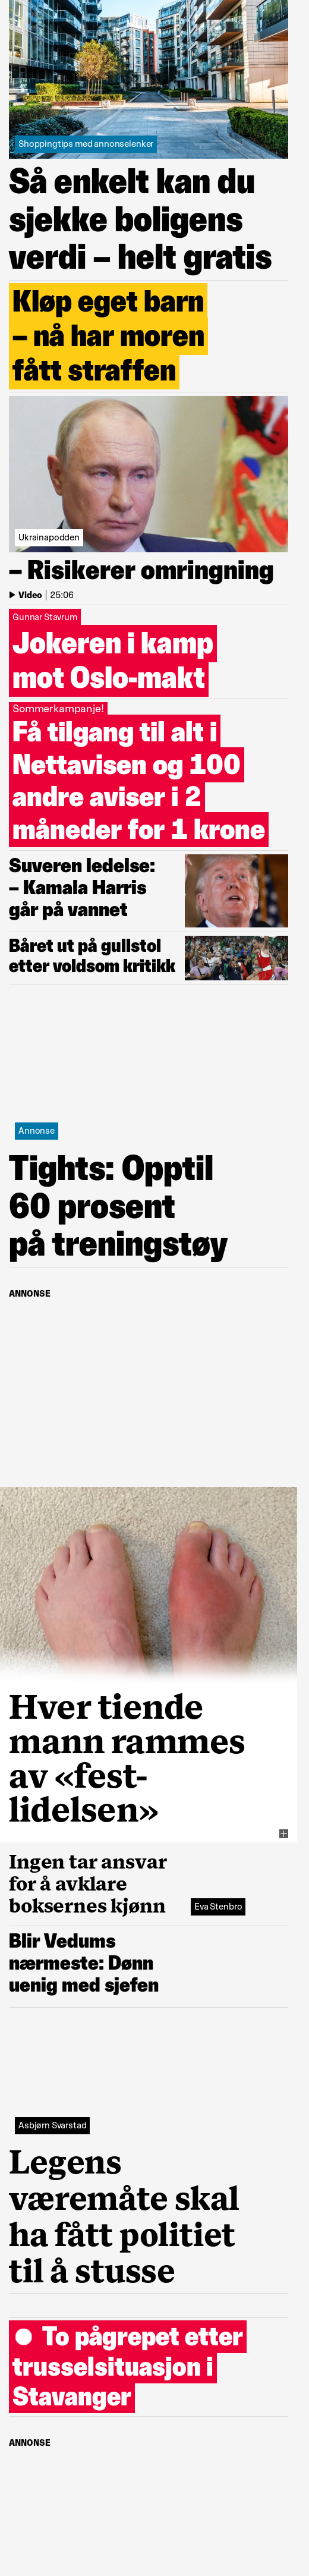 Shoppingtips med annonselenker
Så enkelt kan du
sjekke boligens
verdi – helt gratis
Kløp eget barn
– nå har moren
fått straffen
Ukrainapodden
– Risikerer omringning
Video | 25:06
Gunnar Stavrum
Jokeren i kamp
mot Oslo-makt
Sommerkampanje!
Få tilgang til alt i
Nettavisen og 100
andre aviser i 2
måneder for 1 krone
Suveren ledelse:
– Kamala Harris
går på vannet
Båret ut på gullstol
etter voldsom kritikk
Annonse
Tights: Opptil
60 prosent
på treningstøy
ANNONSE
Hver tiende
mann rammes
av «fest-
lidelsen»
Ingen tar ansvar
for å avklare
boksernes kjønn
Eva Stenbro
Blir Vedums
nærmeste: Dønn
uenig med sjefen
Asbjørn Svarstad
Legens
væremåte skal
ha fått politiet
til å stusse
To pågrepet etter
trusselsituasjon i
Stavanger
ANNONSE